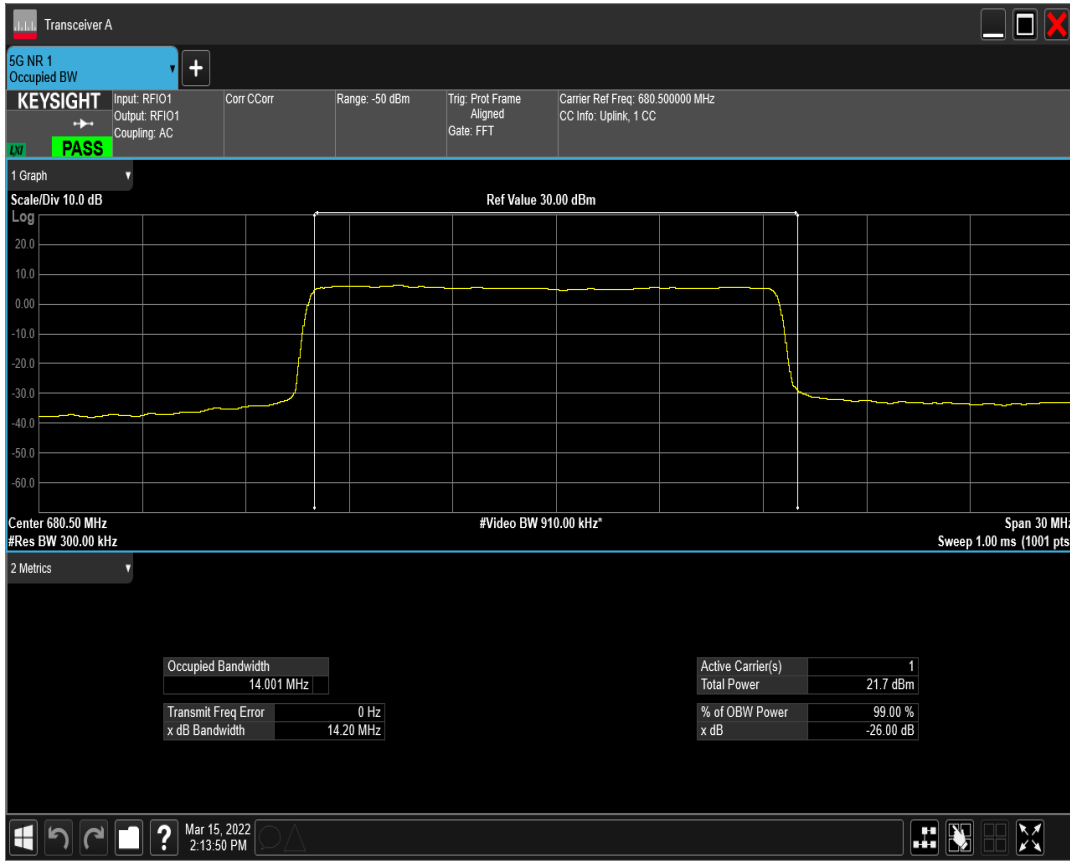 Transceiver A
5G NR 1
Occupied BW
KEYSIGHT
LXI
PASS
Input: RFIO1
Output: RFIO1
Coupling: AC
Corr CCorr
Range: -50 dBm
Trig: Prot Frame
Aligned
Gate: FFT
Carrier Ref Freq: 680.500000 MHz
CC Info: Uplink, 1 CC
1 Graph
Scale/Div 10.0 dB
Ref Value 30.00 dBm
Log
20.0
10.0
0.00
-10.0
-20.0
-30.0
-40.0
-50.0
-60.0
Center 680.50 MHz
#Video BW 910.00 kHz*
Span 30 MHz
#Res BW 300.00 kHz
Sweep 1.00 ms (1001 pts
2 Metrics
Occupied Bandwidth
14.001 MHz
Transmit Freq Error 0 Hz
x dB Bandwidth 14.20 MHz
Active Carrier(s) 1
Total Power 21.7 dBm
% of OBW Power 99.00 %
x dB -26.00 dB
?
Mar 15, 2022
2:13:50 PM